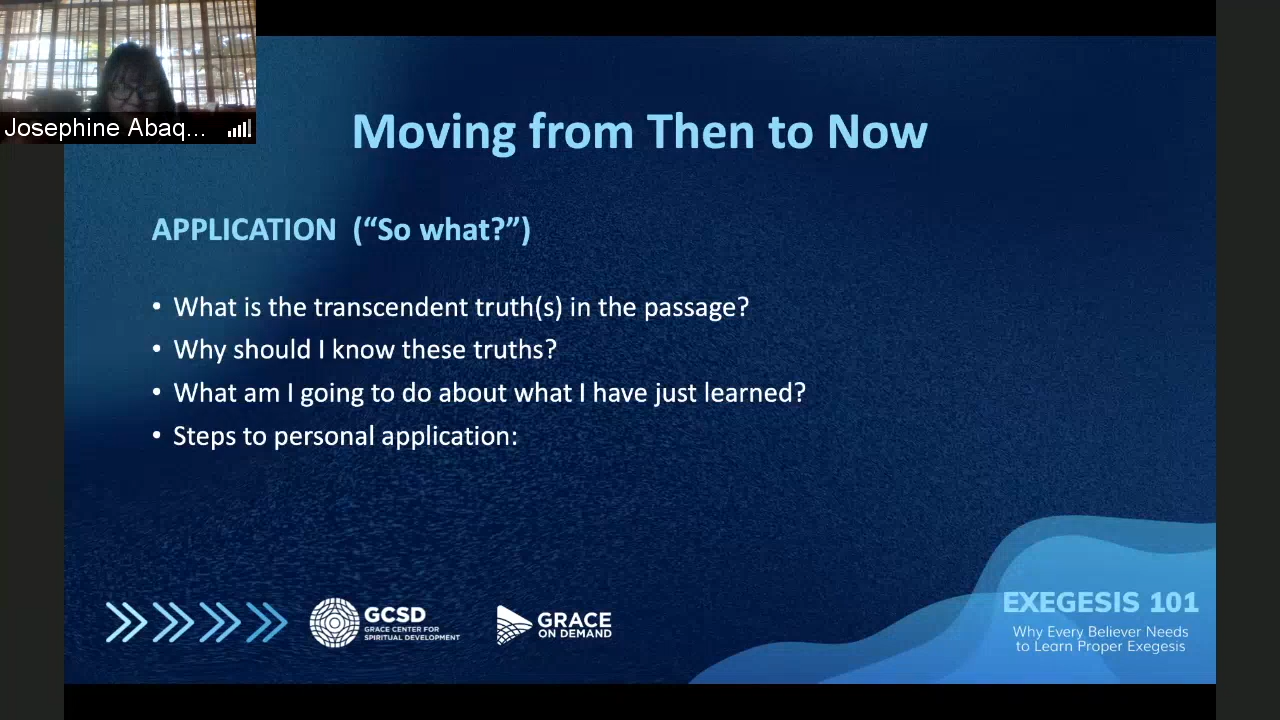 Josephine Abaq...
Moving from Then to Now
APPLICATION (“So what?”)
• What is the transcendent truth(s) in the passage?
• Why should I know these truths?
• What am I going to do about what I have just learned?
• Steps to personal application:
GCSD
GRACE CENTER FOR
SPIRITUAL DEVELOPMENT
GRACE
ON DEMAND
EXEGESIS 101
Why Every Believer Needs
to Learn Proper Exegesis